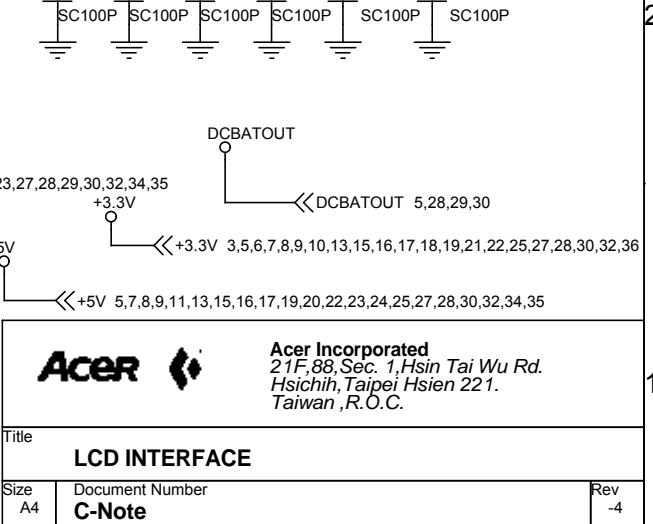 SC100P SC100P SC100P SC100P SC100P SC100P
2
DCBATOUT
23,27,28,29,30,32,34,35
DCBATOUT 5,28,29,30
+3.3V
+3.3V 3,5,6,7,8,9,10,13,15,16,17,18,19,21,22,25,27,28,30,32,36
5V
+5V 5,7,8,9,11,13,15,16,17,19,20,22,23,24,25,27,28,30,32,34,35
Acer
Acer Incorporated
21F,88,Sec. 1,Hsin Tai Wu Rd.
Hsichih,Taipei Hsien 221.
Taiwan ,R.O.C.
1
Title
LCD INTERFACE
Size
A4
Document Number
C-Note
Rev
-4